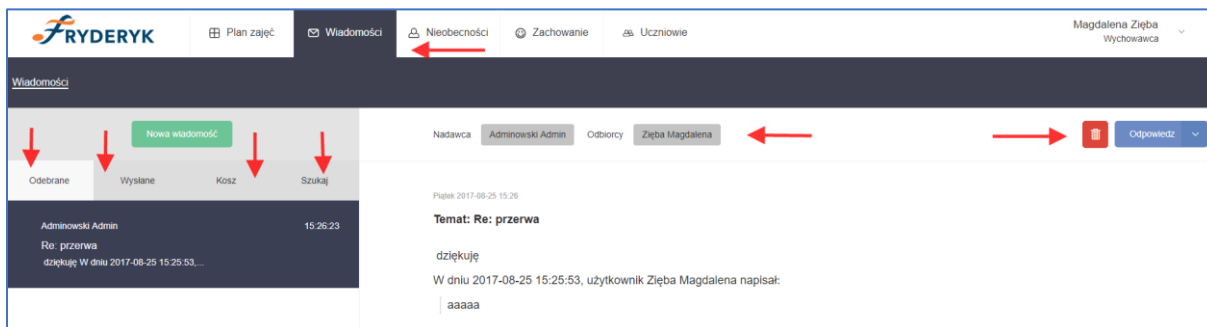 FRYDERYK
Plan zajęć
Wiadomości
Nieobecności
Zachowanie
Uczniowie
Magdalena Zięba
Wychowawca
Wiadomości
Nowa wiadomość
Nadawca Adminowski Admin Odbiorcy Zięba Magdalena
Odpowiedz
Odebrane
Wysłane
Kosz
Szukaj
Adminowski Admin 15:26:23
Re: przerwa
dziękuję W dniu 2017-08-25 15:25:53,...
Piątek 2017-08-25 15:26
Temat: Re: przerwa
dziękuję
W dniu 2017-08-25 15:25:53, użytkownik Zięba Magdalena napisał:
aaaaa